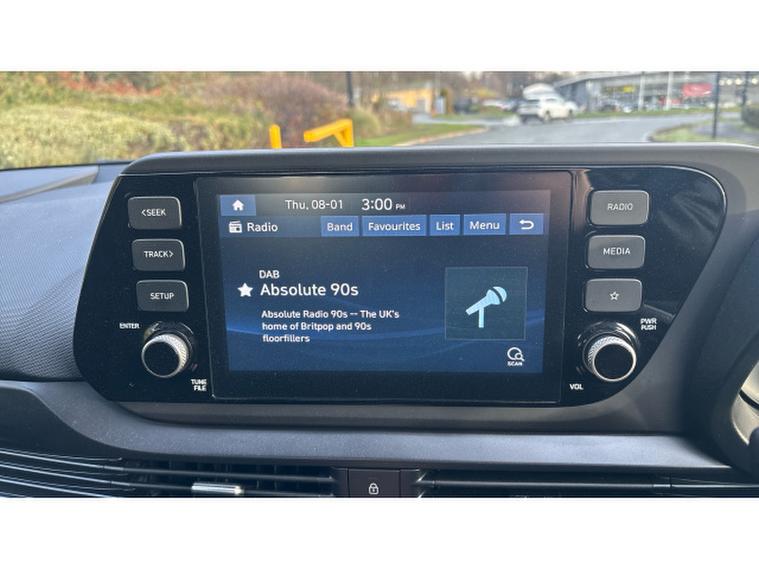 <SEEK
TRACK>
SETUP
ENTER
TUNE
FILE
Thu, 08-01 3:00 PM
Radio Band Favourites List Menu
DAB
Absolute 90s
Absolute Radio 90s -- The UK's
home of Britpop and 90s
floorfillers
SCAN
RADIO
MEDIA
PWR
PUSH
VOL